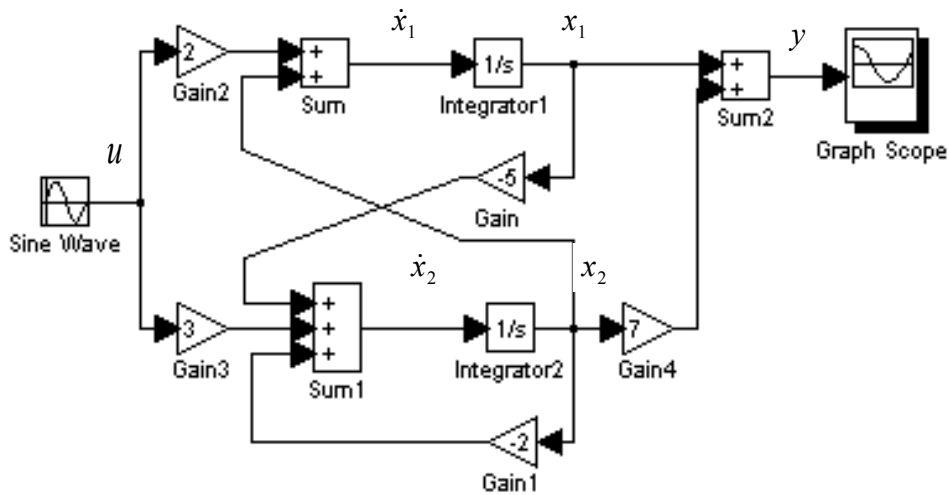 ẋ₁
x₁
y
2
+
+
1/s
+
+
Gain2
Sum
Integrator1
Sum2
Graph Scope
u
-5
Gain
Sine Wave
ẋ₂
x₂
3
+
+
+
1/s
7
Gain3
Sum1
Integrator2
Gain4
-2
Gain1